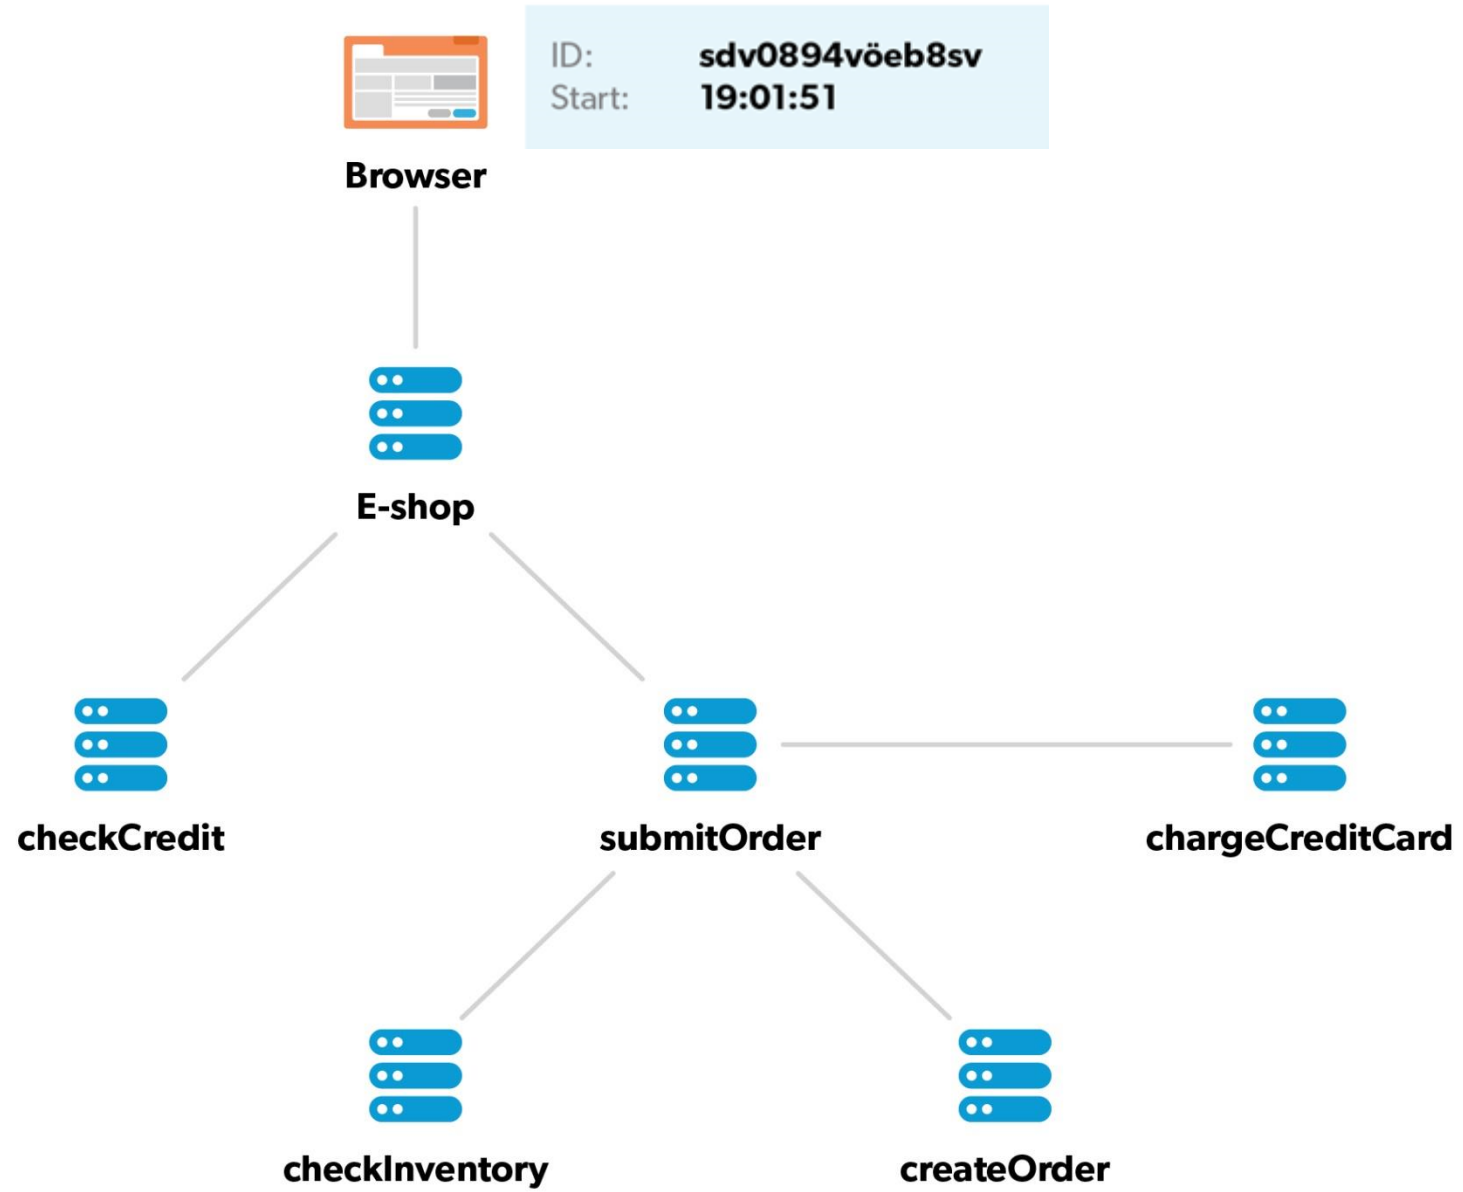 ID: sdv0894vöeb8sv
Start: 19:01:51
Browser
E-shop
checkCredit
submitOrder
chargeCreditCard
checkInventory
createOrder